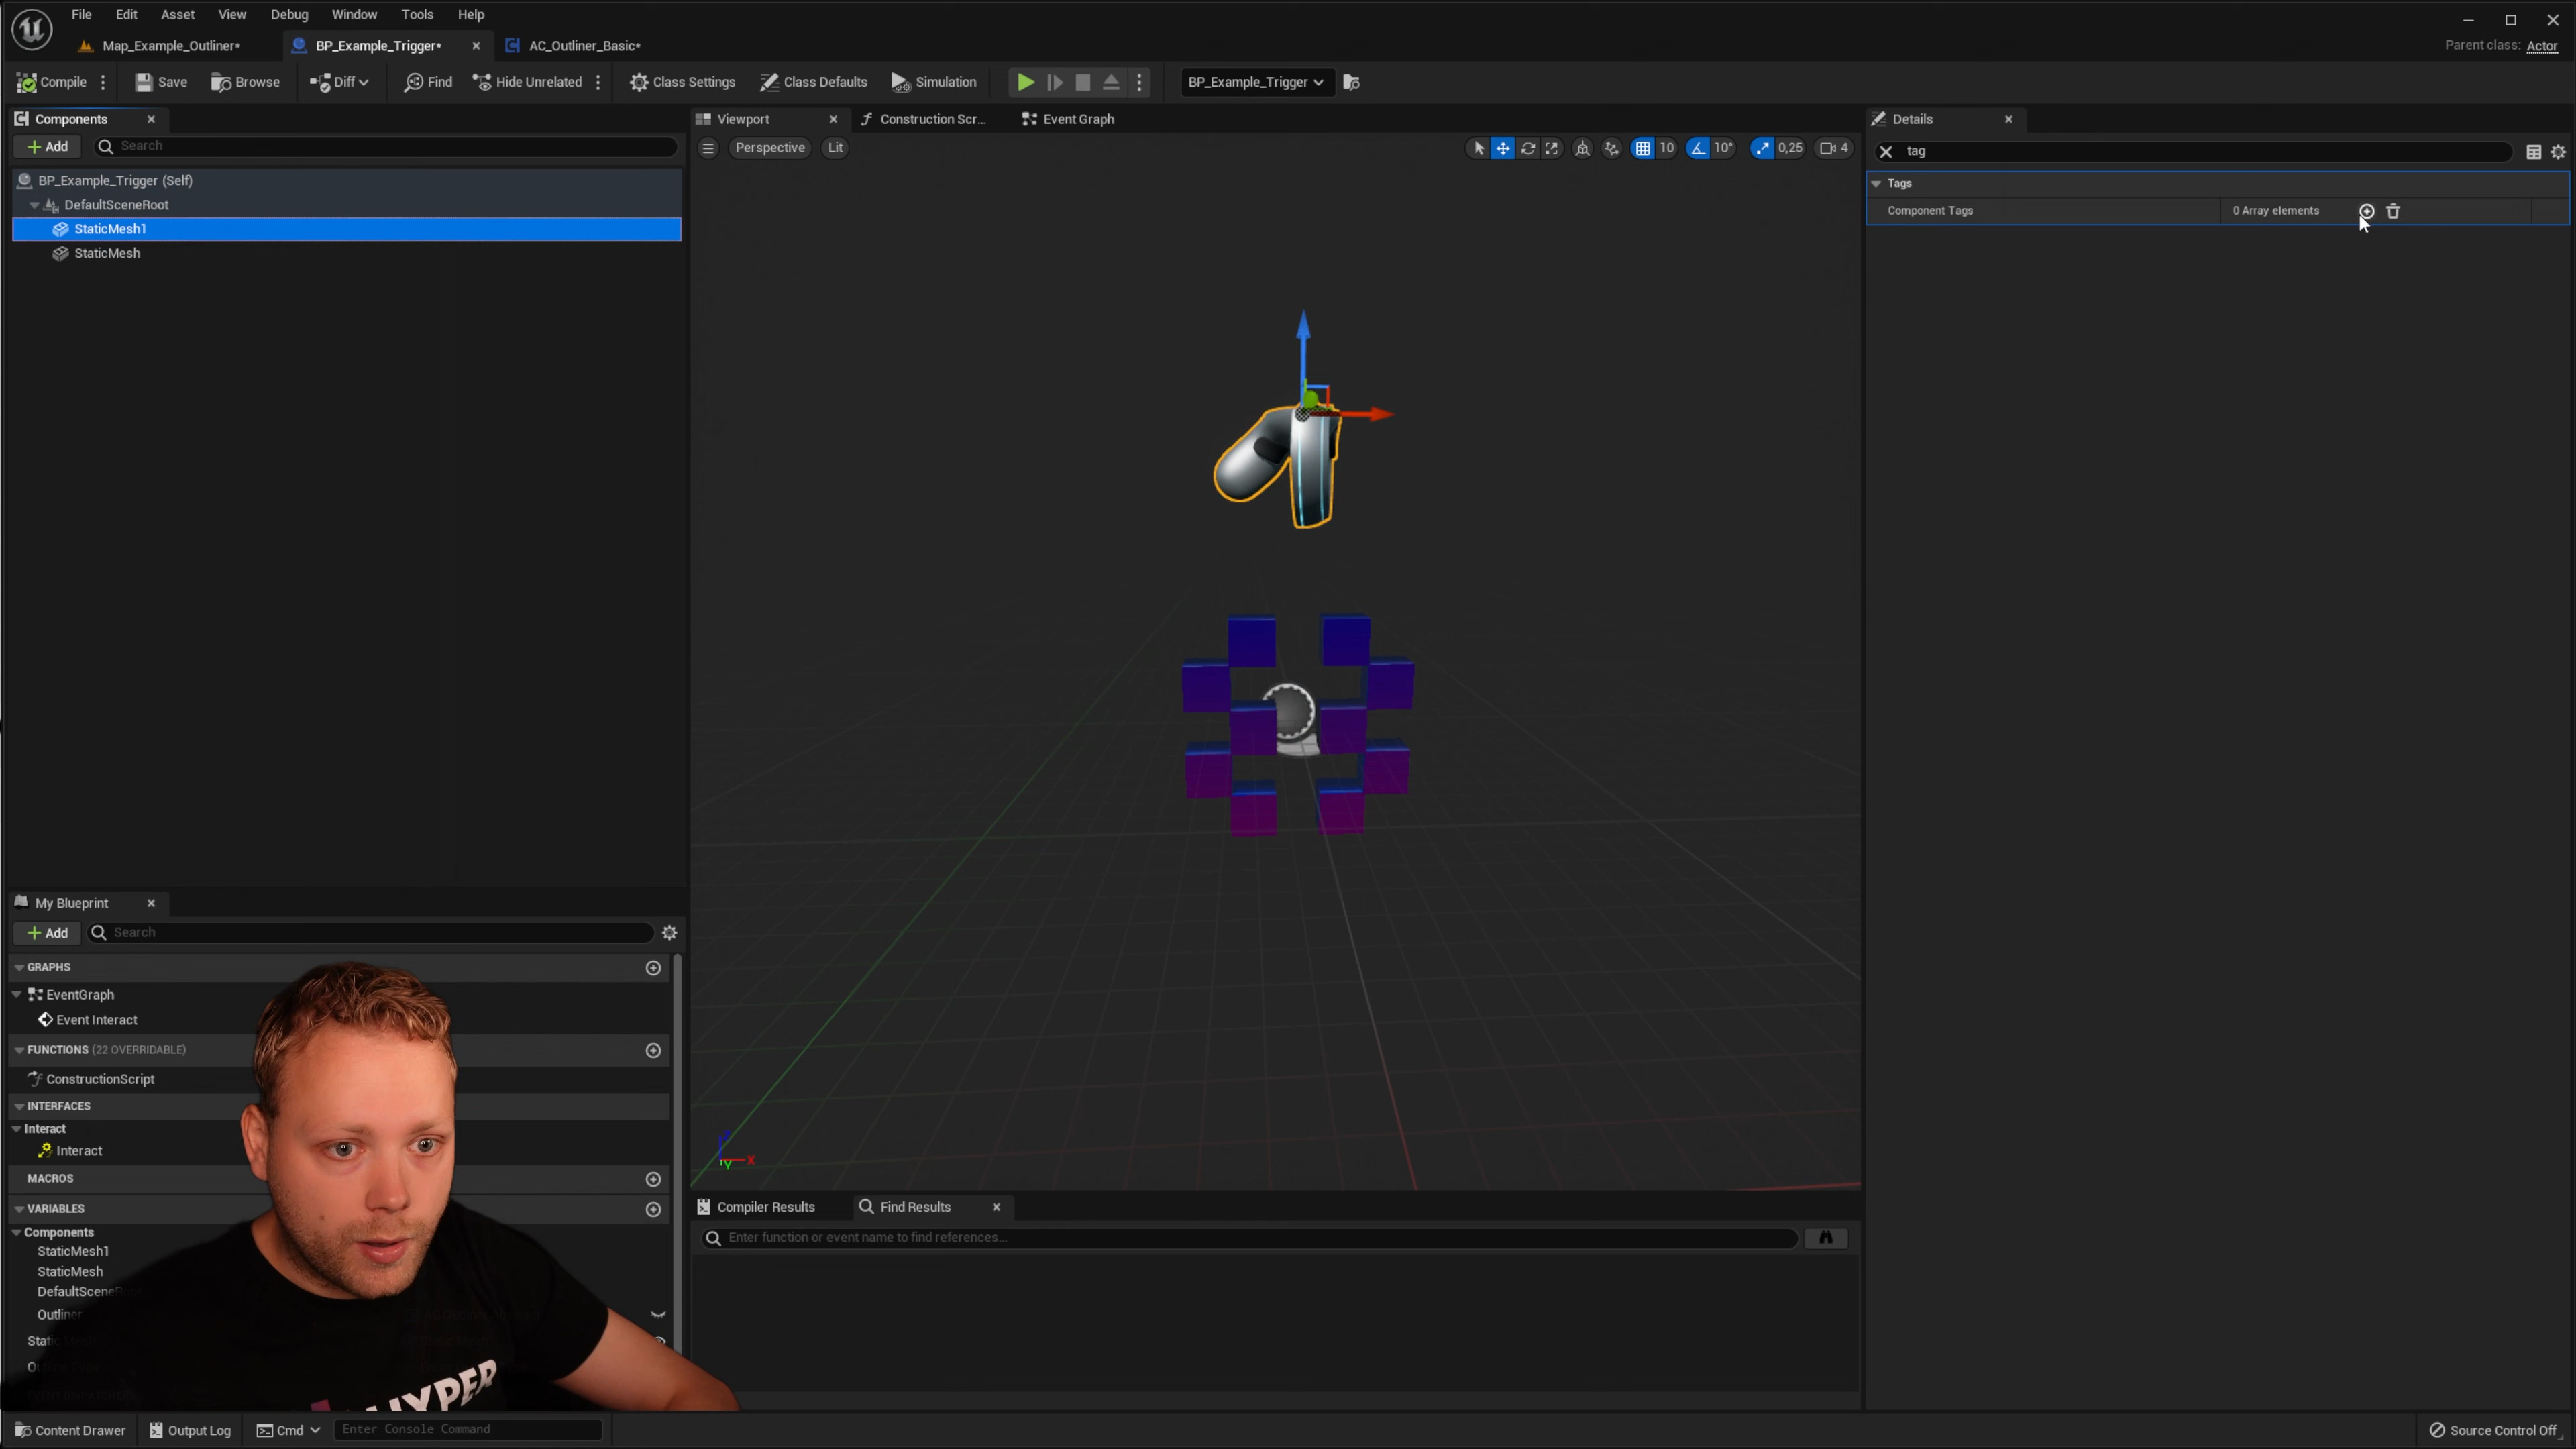 File Edit Asset View Debug Window Tools Help
Map_Example_Outliner* BP_Example_Trigger* AC_Outliner_Basic* Parent class: Actor
Compile Save Browse Diff Find Hide Unrelated Class Settings Class Defaults Simulation BP_Example_Trigger
Components
Add Search
BP_Example_Trigger (Self)
DefaultSceneRoot
StaticMesh1
StaticMesh
Viewport Construction Scr... Event Graph
Perspective Lit 10 10° 0,25 4
Details
tag
Tags
Component Tags 0 Array elements
X
Y
My Blueprint
Add Search
GRAPHS
EventGraph
Event Interact
FUNCTIONS (22 OVERRIDABLE)
ConstructionScript
INTERFACES
Interact
Interact
MACROS
VARIABLES
Components
StaticMesh1
StaticMesh
DefaultSceneRo
Outliner
Static
HYPER
Compiler Results Find Results
Enter function or event name to find references...
Content Drawer Output Log Cmd Enter Console Command Source Control Off